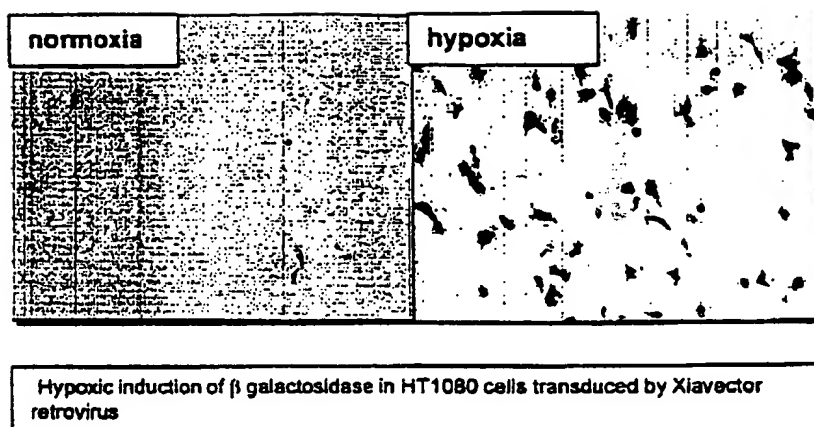 normoxia
hypoxia
Hypoxic induction of β galactosidase in HT1080 cells transduced by Xiavector
retrovirus